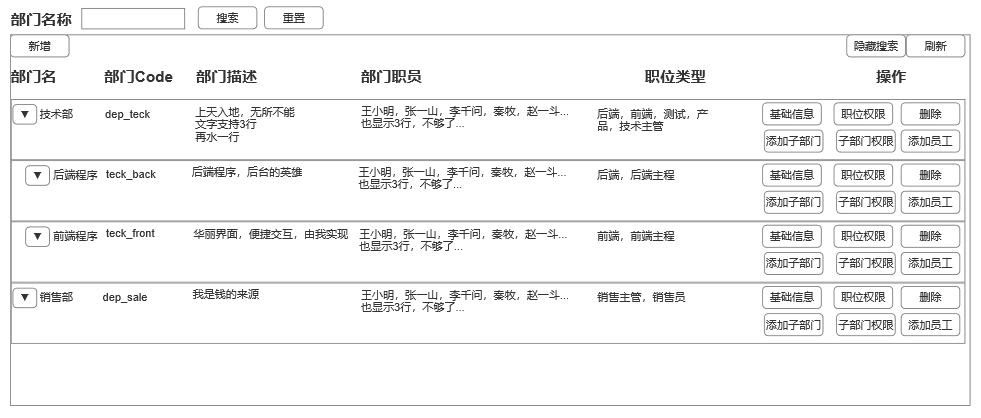 部门名称 搜索 重置
新增 隐藏搜索 刷新
部门名 部门Code 部门描述 部门职员 职位类型 操作
▼ 技术部 dep_teck 上天入地，无所不能 王小明，张一山，李千问，秦牧，赵一斗... 后端，前端，测试，产 基础信息 职位权限 删除
文字支持3行 也显示3行，不够了... 品，技术主管
再水一行 添加子部门 子部门权限 添加员工
▼ 后端程序 teck_back 后端程序，后台的英雄 王小明，张一山，李千问，秦牧，赵一斗... 后端，后端主程 基础信息 职位权限 删除
也显示3行，不够了...
添加子部门 子部门权限 添加员工
▼ 前端程序 teck_front 华丽界面，便捷交互，由我实现 王小明，张一山，李千问，秦牧，赵一斗... 前端，前端主程 基础信息 职位权限 删除
也显示3行，不够了...
添加子部门 子部门权限 添加员工
▼ 销售部 dep_sale 我是钱的来源 王小明，张一山，李千问，秦牧，赵一斗... 销售主管，销售员 基础信息 职位权限 删除
也显示3行，不够了...
添加子部门 子部门权限 添加员工